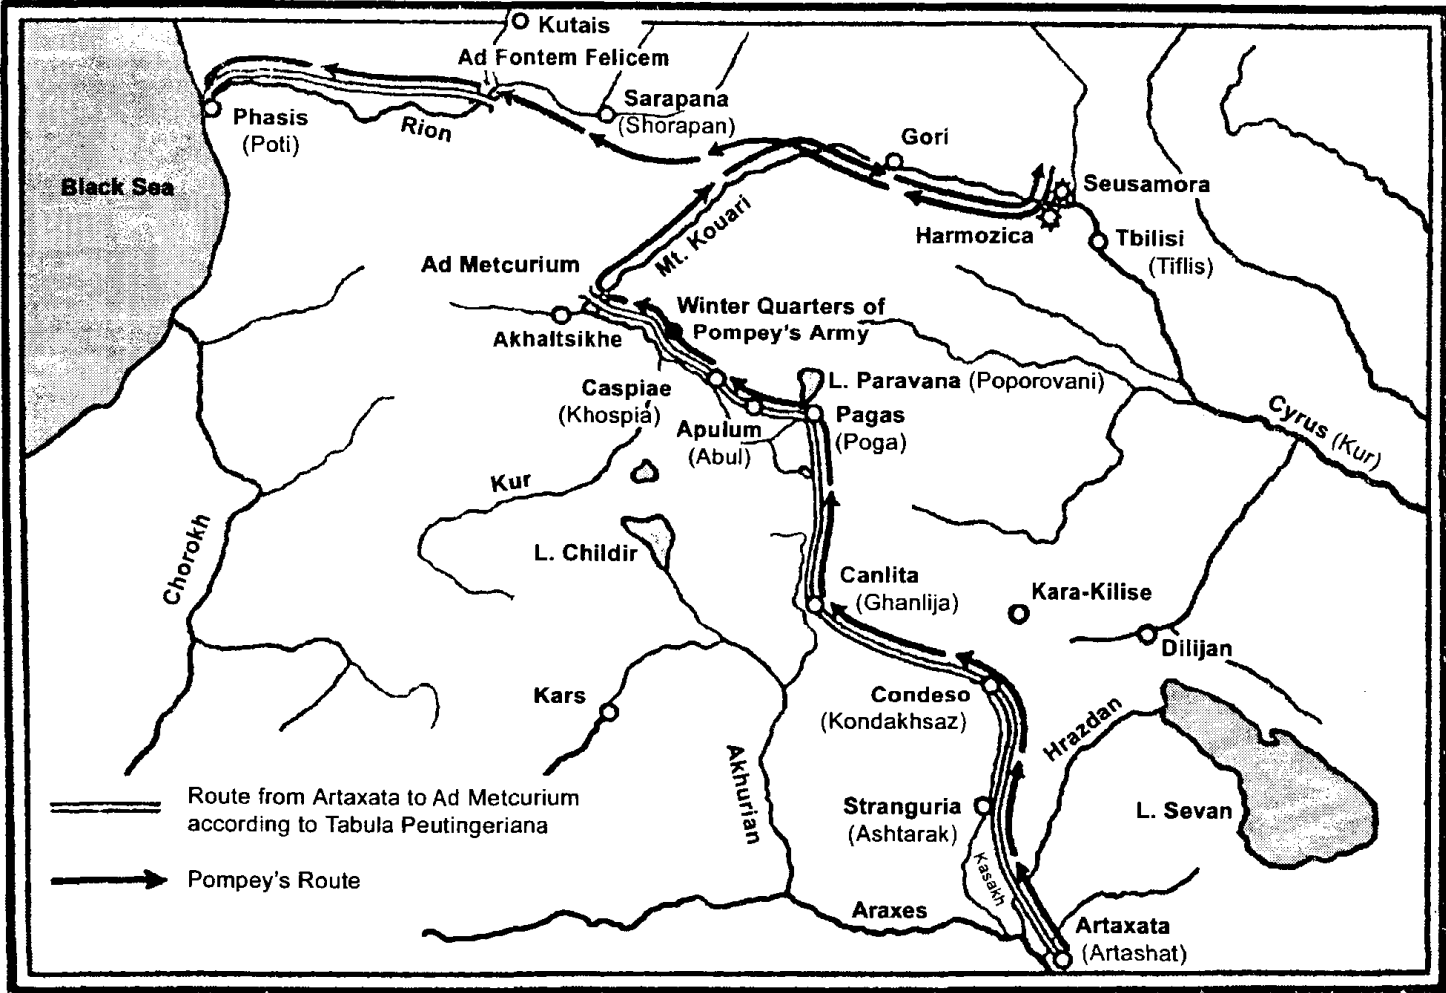 Kutais
Ad Fontem Felicem
Sarapana
(Shorapan)
Phasis
(Poti)
Rion
Gori
Black Sea
Seusamora
Harmozica
Tbilisi
(Tiflis)
Mt. Kouari
Ad Metcurium
Winter Quarters of
Pompey's Army
Akhaltsikhe
L. Paravana (Poporovani)
Caspiae
(Khospia)
Pagas
(Poga)
Apulum
(Abul)
Cyrus (Kur)
Kur
Chorokh
L. Childir
Canlita
(Ghanlija)
Kara-Kilise
Dilijan
Kars
Condeso
(Kondakhsaz)
Hrazdan
Akhurian
Route from Artaxata to Ad Metcurium
according to Tabula Peutingeriana
Stranguria
(Ashtarak)
L. Sevan
Kasakh
Pompey's Route
Araxes
Artaxata
(Artashat)